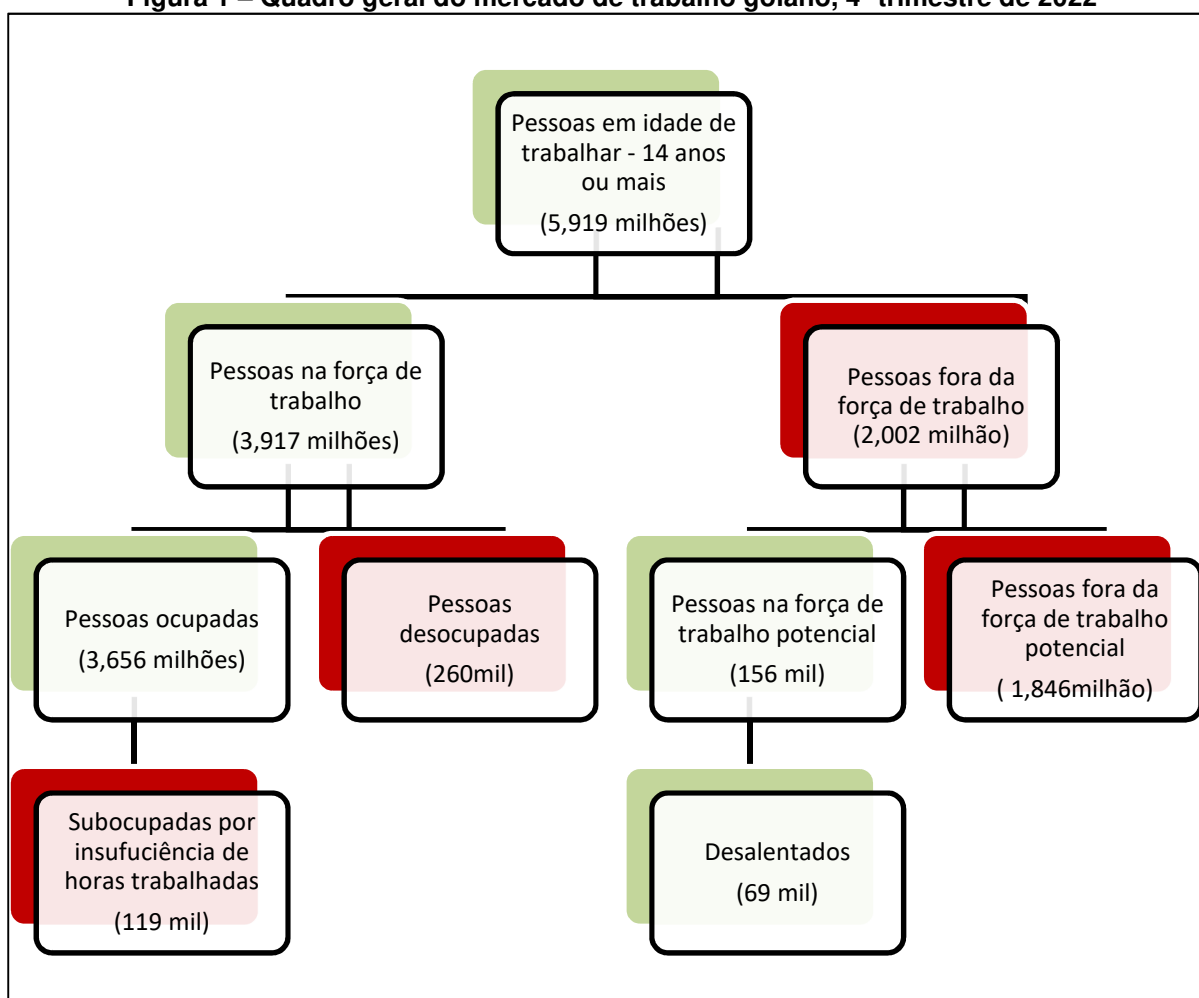 Figura 1 – Quadro geral do mercado de trabalho goiano, 4º trimestre de 2022
Pessoas em idade de
trabalhar - 14 anos
ou mais
(5,919 milhões)
Pessoas na força de
trabalho
(3,917 milhões)
Pessoas fora da
força de trabalho
(2,002 milhão)
Pessoas ocupadas
(3,656 milhões)
Pessoas
desocupadas
(260mil)
Pessoas na força de
trabalho potencial
(156 mil)
Pessoas fora da
força de trabalho
potencial
( 1,846milhão)
Subocupadas por
insufuciência de
horas trabalhadas
(119 mil)
Desalentados
(69 mil)